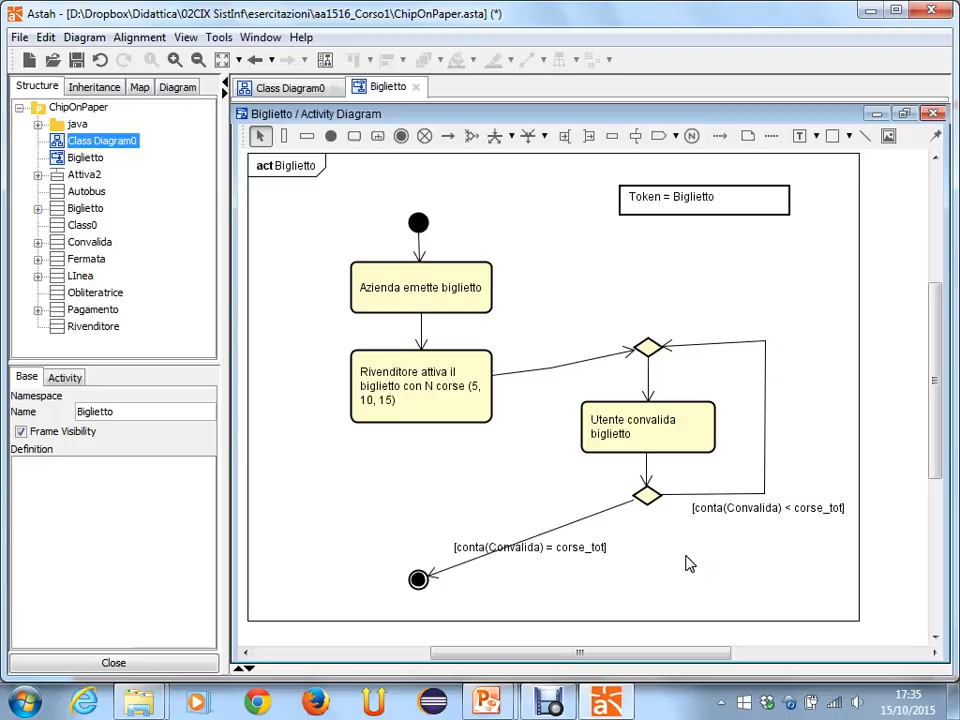 Astah - [D:\Dropbox\Didattica\02CIX SistInf\esercitazioni\aa1516_Corso1\ChipOnPaper.asta] (*)
File Edit Diagram Alignment View Tools Window Help
Structure Inheritance Map Diagram
Class Diagram0 Biglietto
ChipOnPaper
java
Class Diagram0
Biglietto
Attiva2
Autobus
Biglietto
Class0
Convalida
Fermata
LInea
Obliteratrice
Pagamento
Rivenditore
Base Activity
Namespace
Name Biglietto
Frame Visibility
Definition
Close
Biglietto / Activity Diagram
N
T
act Biglietto
Token = Biglietto
Azienda emette biglietto
Rivenditore attiva il
biglietto con N corse (5,
10, 15)
Utente convalida
biglietto
[conta(Convalida) < corse_tot]
[conta(Convalida) = corse_tot]
17:35
15/10/2015